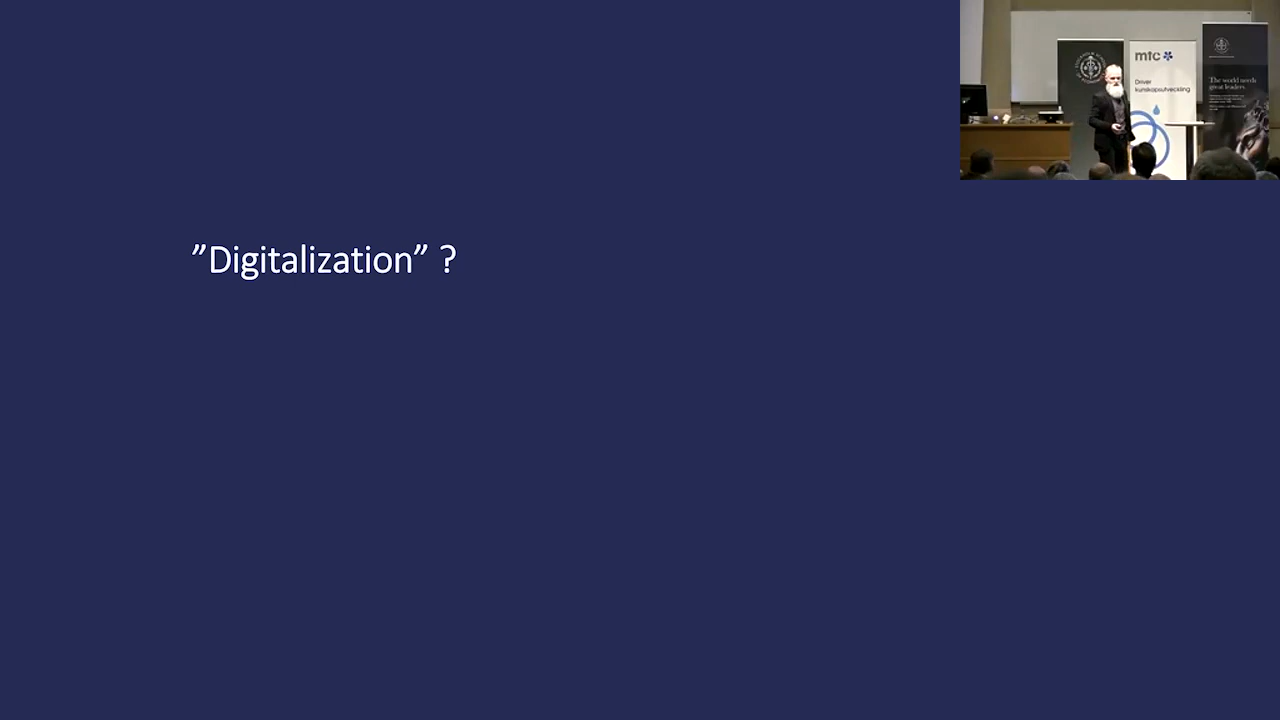 ”Digitalization” ?
mtc
Driver
kunskapsutveckling
The world needs
great leaders